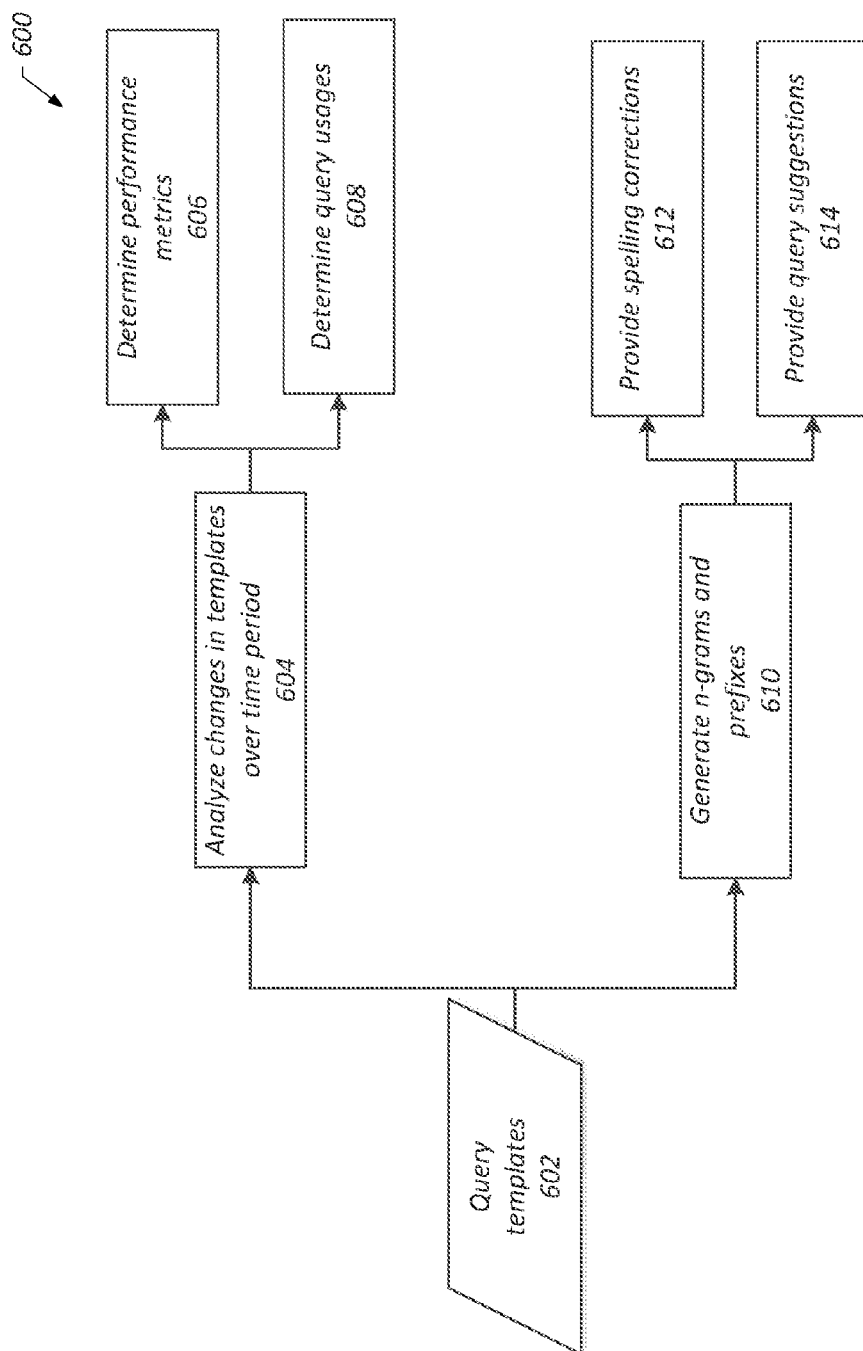 600
Query
templates
602
Analyze changes in templates
over time period
604
Determine performance
metrics
606
Determine query usages
608
Generate n-grams and
prefixes
610
Provide spelling corrections
612
Provide query suggestions
614